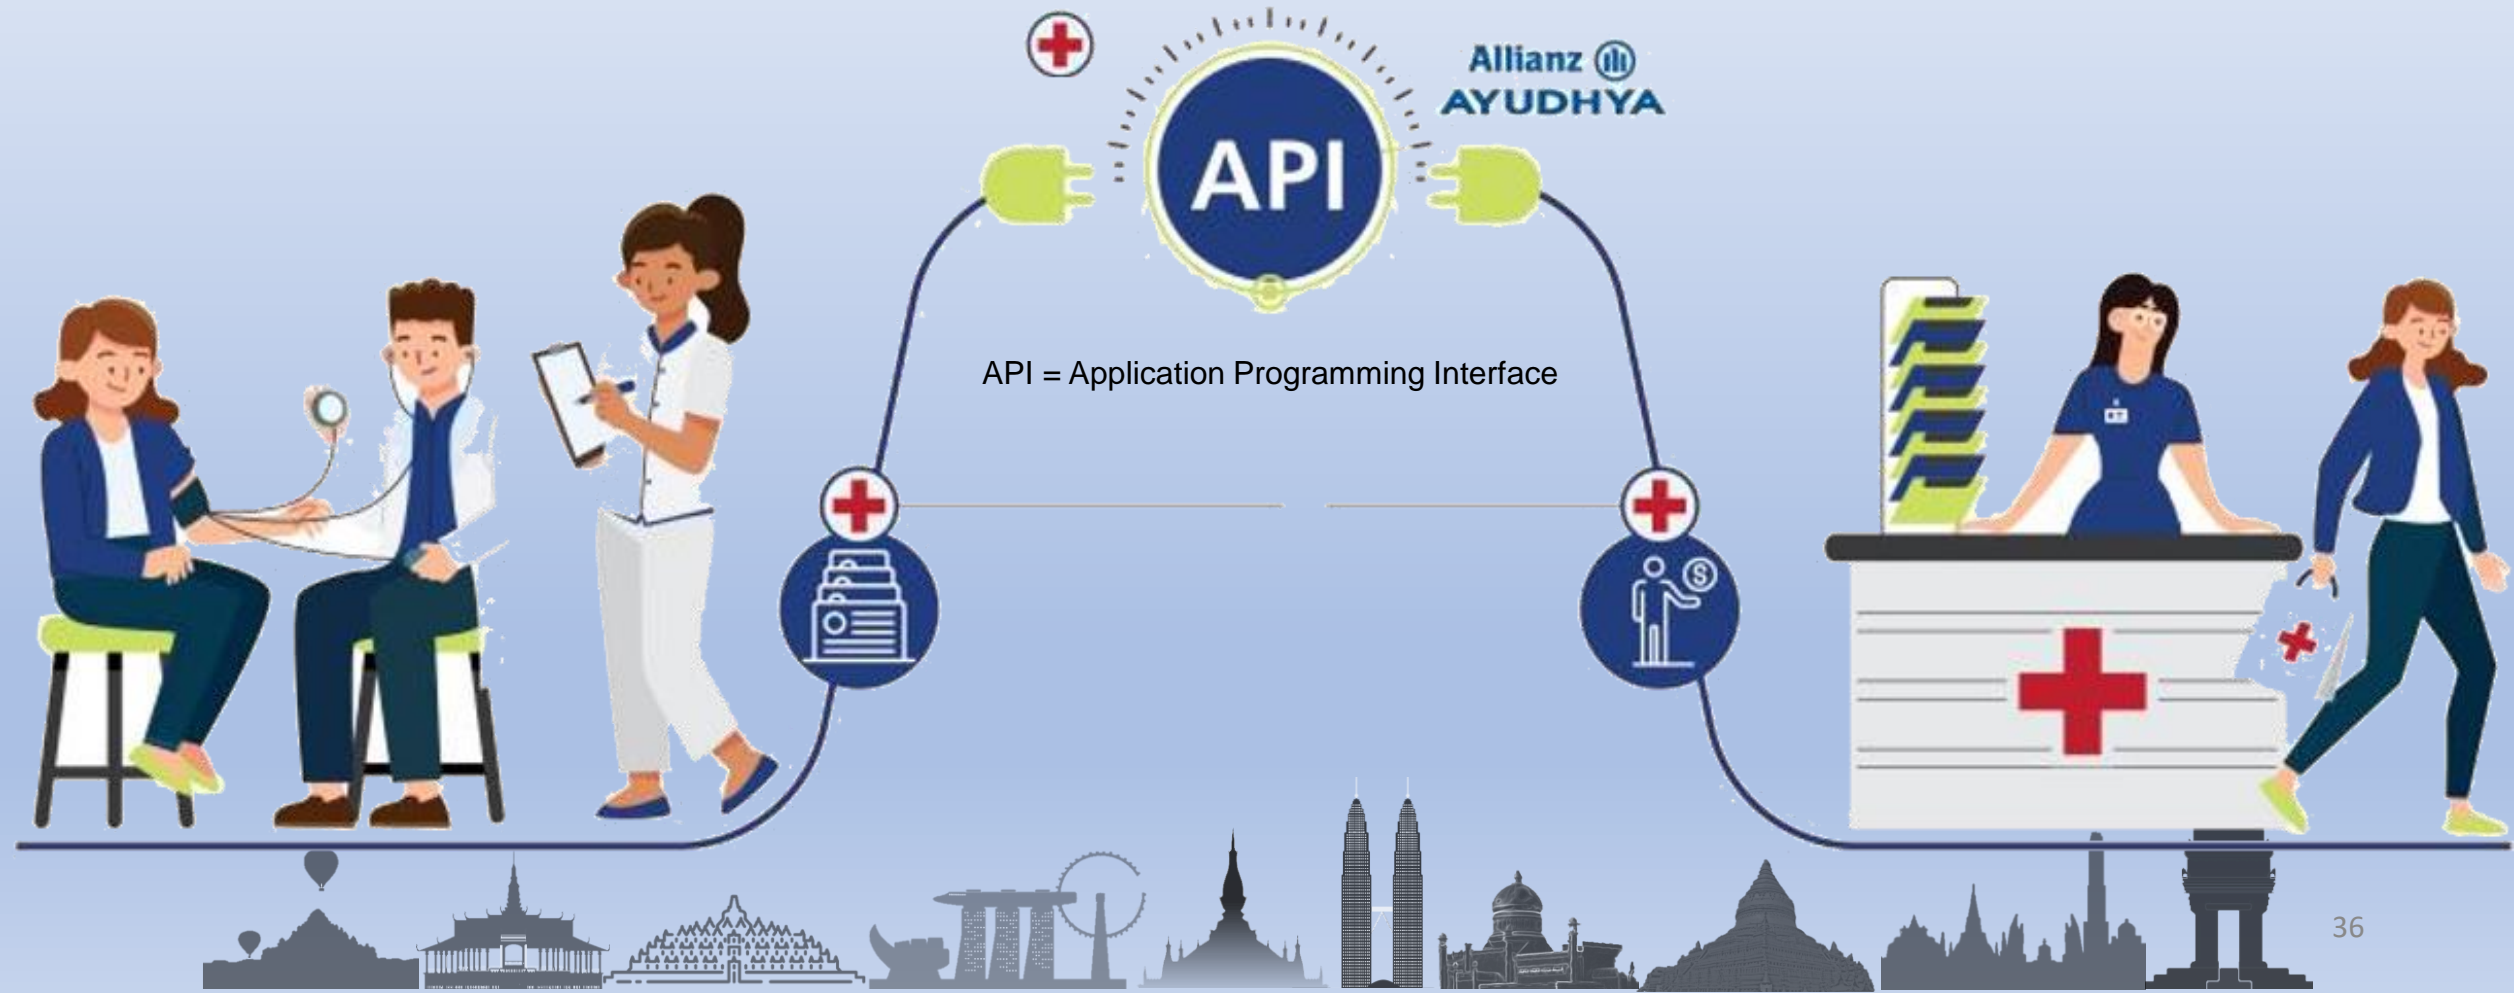 Allianz
AYUDHYA
API
API = Application Programming Interface
36